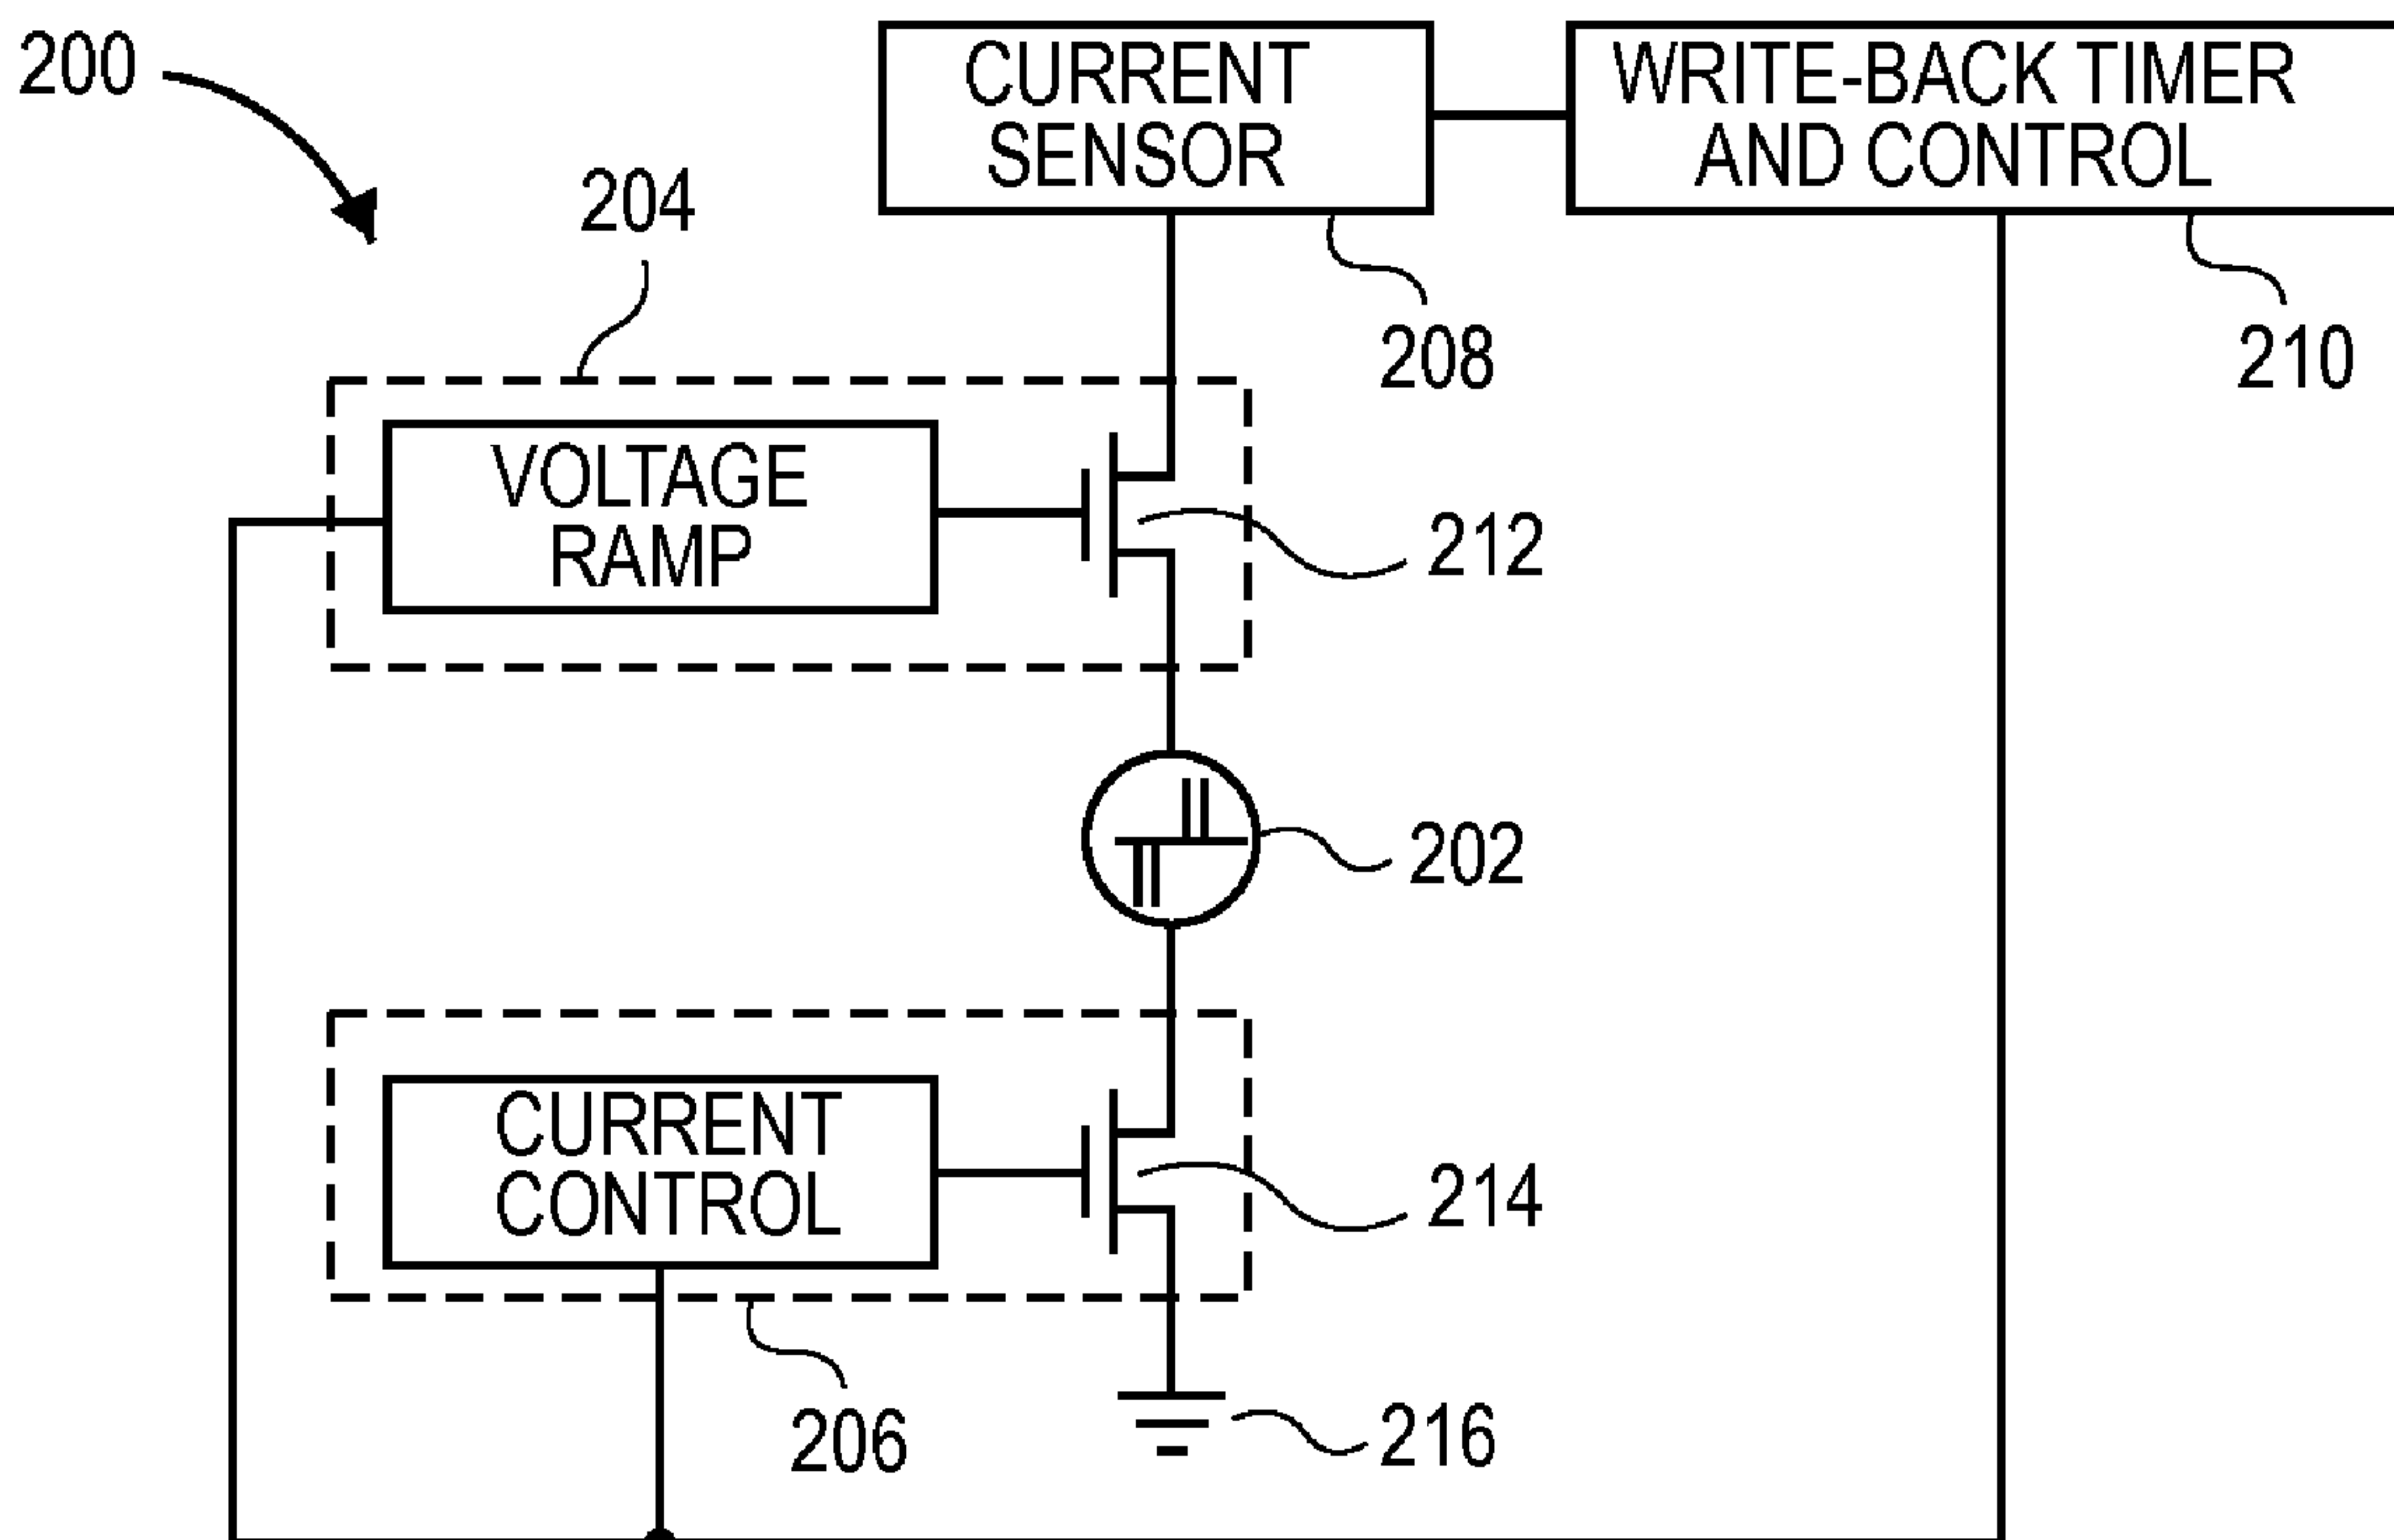 200
CURRENT
SENSOR
WRITE-BACK TIMER
AND CONTROL
204
208
210
VOLTAGE
RAMP
212
202
CURRENT
CONTROL
214
206
216